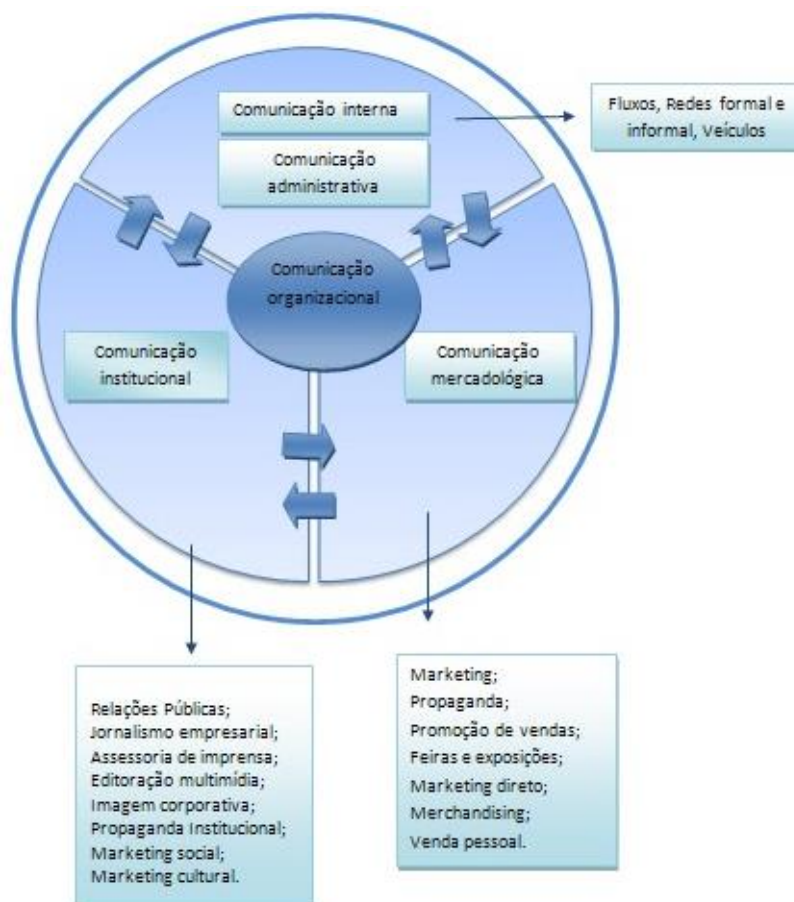 Comunicação interna
Fluxos, Redes formal e
informal, Veículos
Comunicação
administrativa
Comunicação
organizacional
Comunicação
institucional
Comunicação
mercadológica
Relações Públicas;
Jornalismo empresarial;
Assessoria de imprensa;
Editoração multimídia;
Imagem corporativa;
Propaganda Institucional;
Marketing social;
Marketing cultural.
Marketing;
Propaganda;
Promoção de vendas;
Feiras e exposições;
Marketing direto;
Merchandising;
Venda pessoal.